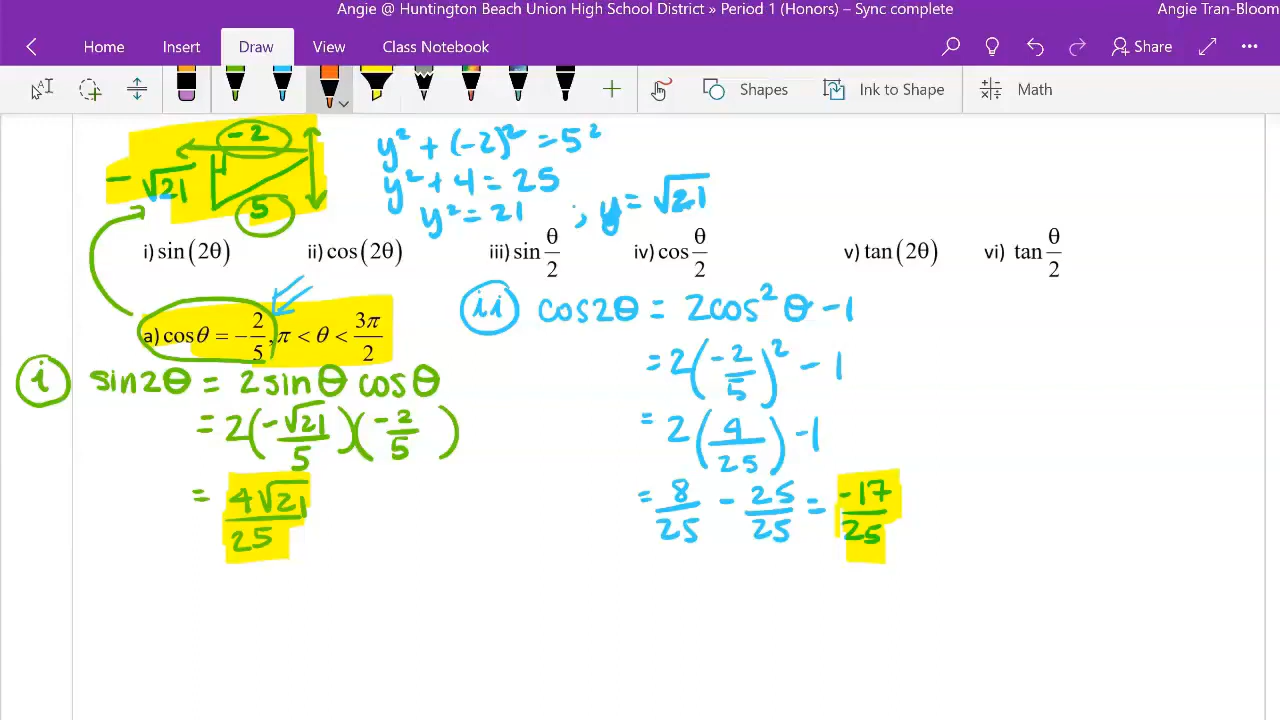 Angie @ Huntington Beach Union High School District » Period 1 (Honors) – Sync complete
Angie Tran-Bloom
Home Insert Draw View Class Notebook Share
Shapes Ink to Shape Math
-2
-√21
5
y² + (-2)² = 5²
y² + 4 = 25
y² = 21 ; y = √21
i) sin(2θ) ii) cos(2θ) iii) sin θ/2 iv) cos θ/2 v) tan(2θ) vi) tan θ/2
a) cosθ = -2/5, π < θ < 3π/2
i sin2θ = 2sinθ cosθ
= 2(-√21/5)(-2/5)
= 4√21/25
ii cos2θ = 2cos²θ - 1
= 2(-2/5)² - 1
= 2(4/25) - 1
= 8/25 - 25/25 = -17/25